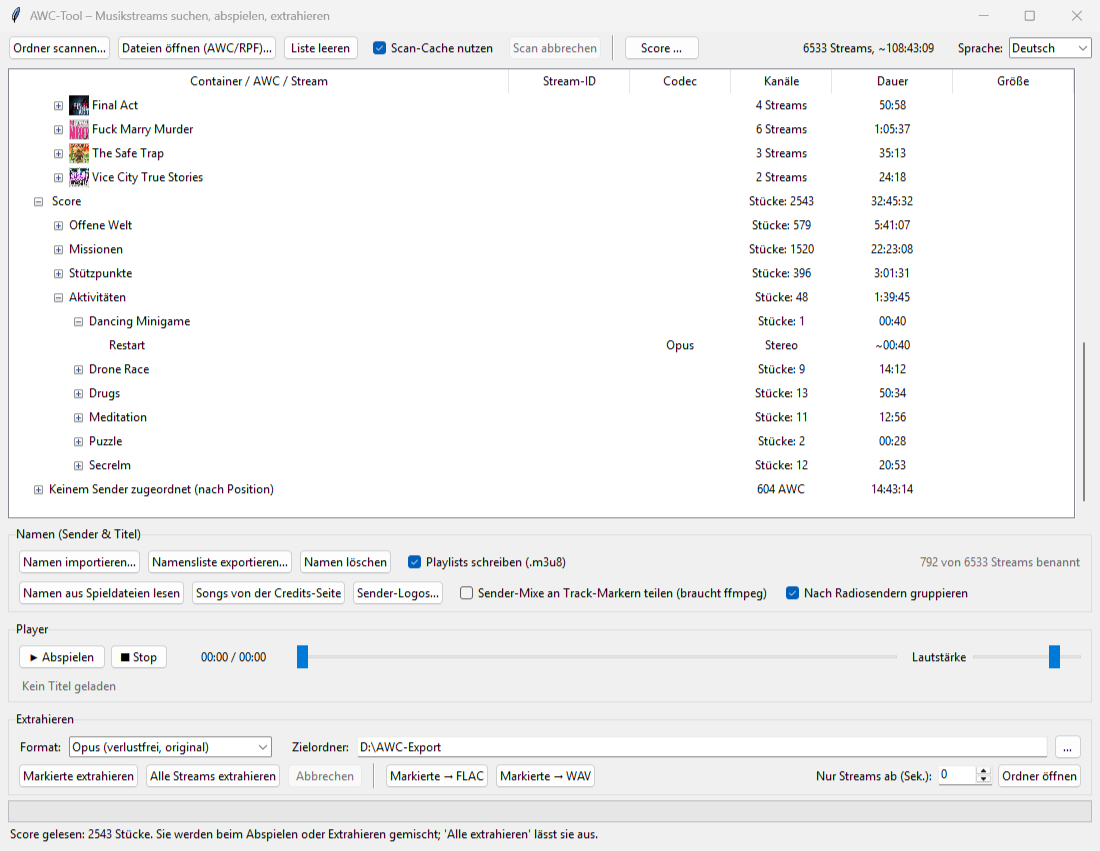 AWC-Tool – Musikstreams suchen, abspielen, extrahieren
Ordner scannen... Dateien öffnen (AWC/RPF)... Liste leeren Scan-Cache nutzen Scan abbrechen Score ... 6533 Streams, ~108:43:09 Sprache: Deutsch
Container / AWC / Stream Stream-ID Codec Kanäle Dauer Größe
Final Act 4 Streams 50:58
Fuck Marry Murder 6 Streams 1:05:37
The Safe Trap 3 Streams 35:13
Vice City True Stories 2 Streams 24:18
Score Stücke: 2543 32:45:32
Offene Welt Stücke: 579 5:41:07
Missionen Stücke: 1520 22:23:08
Stützpunkte Stücke: 396 3:01:31
Aktivitäten Stücke: 48 1:39:45
Dancing Minigame Stücke: 1 00:40
Restart Opus Stereo ~00:40
Drone Race Stücke: 9 14:12
Drugs Stücke: 13 50:34
Meditation Stücke: 11 12:56
Puzzle Stücke: 2 00:28
Secrelm Stücke: 12 20:53
Keinem Sender zugeordnet (nach Position) 604 AWC 14:43:14
Namen (Sender & Titel)
Namen importieren... Namensliste exportieren... Namen löschen Playlists schreiben (.m3u8) 792 von 6533 Streams benannt
Namen aus Spieldateien lesen Songs von der Credits-Seite Sender-Logos... Sender-Mixe an Track-Markern teilen (braucht ffmpeg) Nach Radiosendern gruppieren
Player
Abspielen Stop 00:00 / 00:00 Lautstärke
Kein Titel geladen
Extrahieren
Format: Opus (verlustfrei, original) Zielordner: D:\AWC-Export ...
Markierte extrahieren Alle Streams extrahieren Abbrechen Markierte → FLAC Markierte → WAV Nur Streams ab (Sek.): 0 Ordner öffnen
Score gelesen: 2543 Stücke. Sie werden beim Abspielen oder Extrahieren gemischt; 'Alle extrahieren' lässt sie aus.